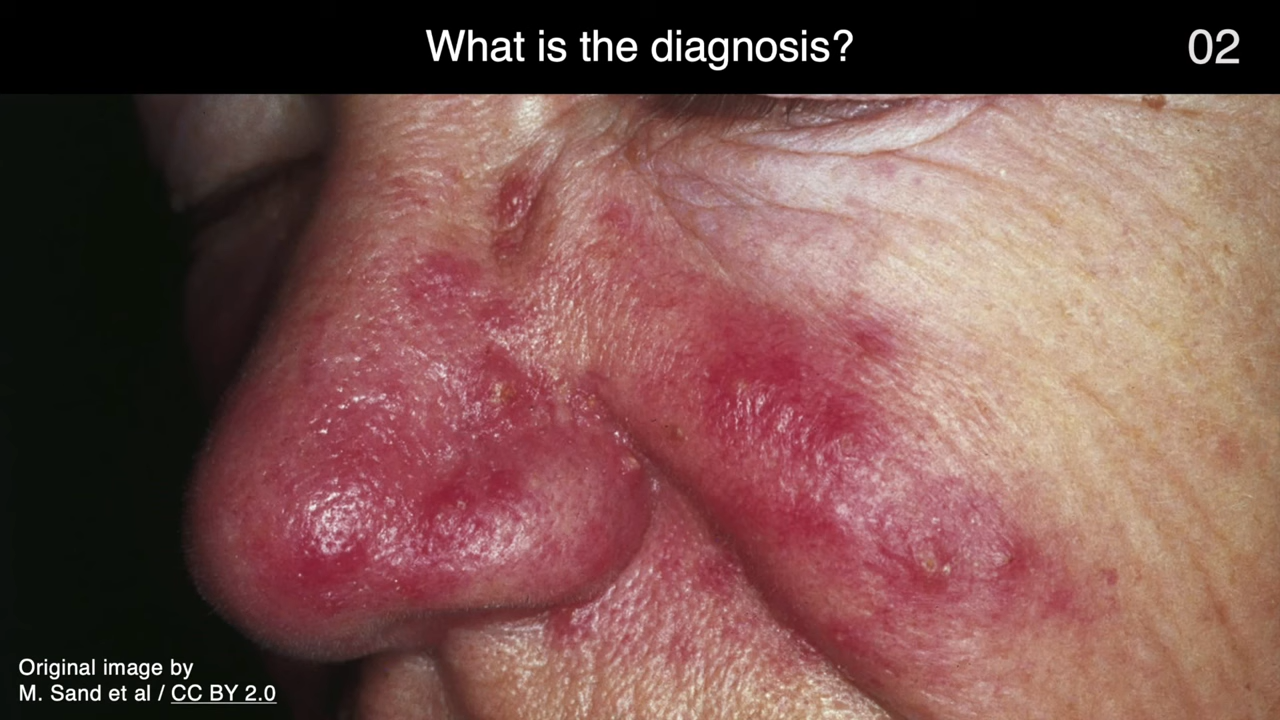 What is the diagnosis?
02
Original image by
M. Sand et al / CC BY 2.0